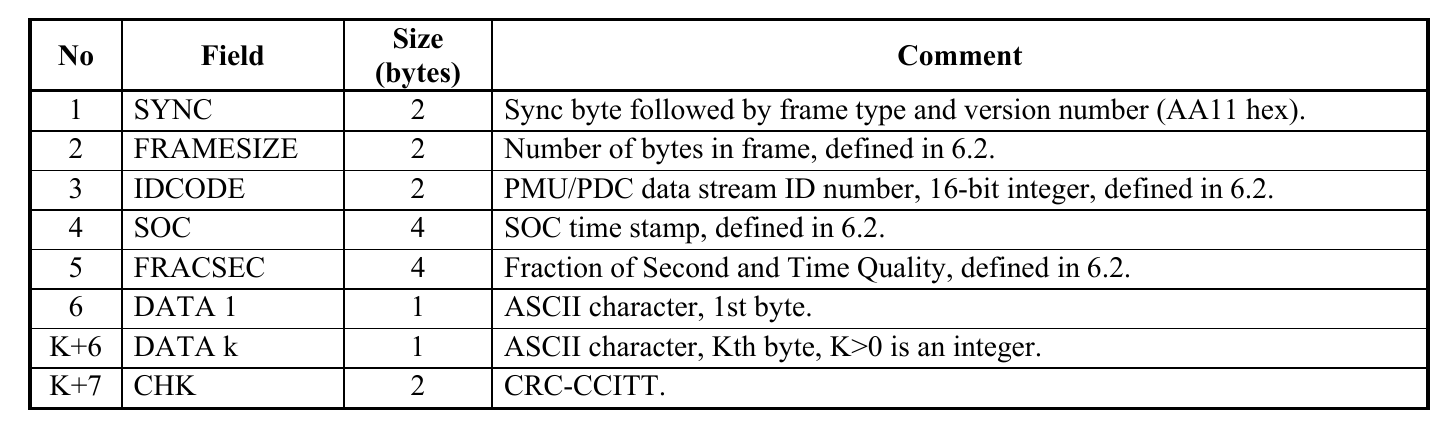 No Field Size (bytes) Comment
1 SYNC 2 Sync byte followed by frame type and version number (AA11 hex).
2 FRAMESIZE 2 Number of bytes in frame, defined in 6.2.
3 IDCODE 2 PMU/PDC data stream ID number, 16-bit integer, defined in 6.2.
4 SOC 4 SOC time stamp, defined in 6.2.
5 FRACSEC 4 Fraction of Second and Time Quality, defined in 6.2.
6 DATA 1 1 ASCII character, 1st byte.
K+6 DATA k 1 ASCII character, Kth byte, K>0 is an integer.
K+7 CHK 2 CRC-CCITT.